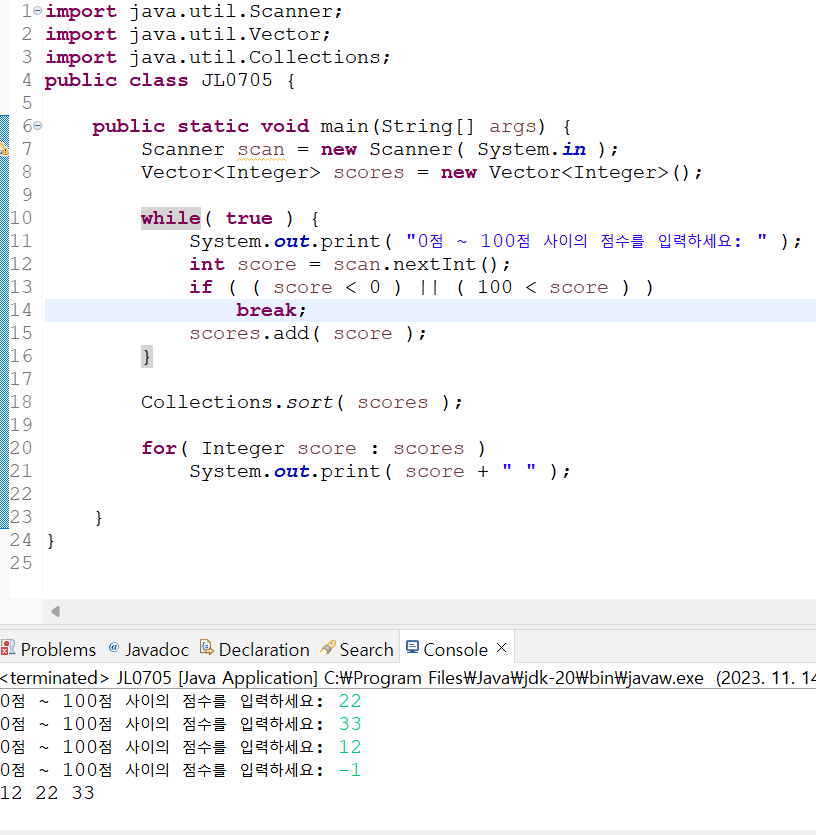 1 import java.util.Scanner;
2 import java.util.Vector;
3 import java.util.Collections;
4 public class JL0705 {
5
6     public static void main(String[] args) {
7         Scanner scan = new Scanner( System.in );
8         Vector<Integer> scores = new Vector<Integer>();
9
10         while( true ) {
11             System.out.print( "0점 ~ 100점 사이의 점수를 입력하세요: " );
12             int score = scan.nextInt();
13             if ( ( score < 0 ) || ( 100 < score ) )
14                 break;
15             scores.add( score );
16         }
17
18         Collections.sort( scores );
19
20         for( Integer score : scores )
21             System.out.print( score + " " );
22
23     }
24 }
25
Problems @ Javadoc Declaration Search Console
<terminated> JL0705 [Java Application] C:₩Program Files₩Java₩jdk-20₩bin₩javaw.exe (2023. 11. 14
0점 ~ 100점 사이의 점수를 입력하세요: 22
0점 ~ 100점 사이의 점수를 입력하세요: 33
0점 ~ 100점 사이의 점수를 입력하세요: 12
0점 ~ 100점 사이의 점수를 입력하세요: -1
12 22 33